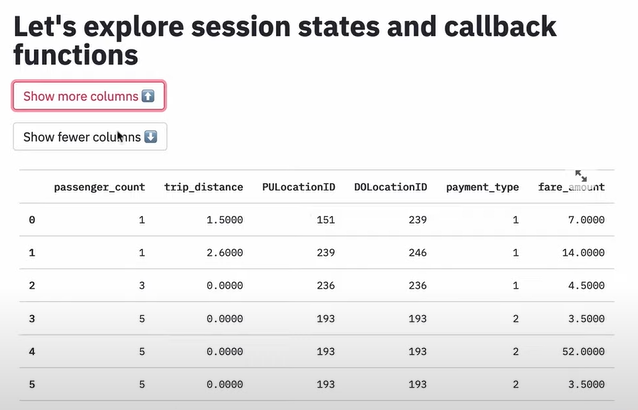 Let's explore session states and callback
functions
Show more columns ⬆️
Show fewer columns ⬇️
passenger_count trip_distance PULocationID DOLocationID payment_type fare_amount
0 1 1.5000 151 239 1 7.0000
1 1 2.6000 239 246 1 14.0000
2 3 0.0000 236 236 1 4.5000
3 5 0.0000 193 193 2 3.5000
4 5 0.0000 193 193 2 52.0000
5 5 0.0000 193 193 2 3.5000